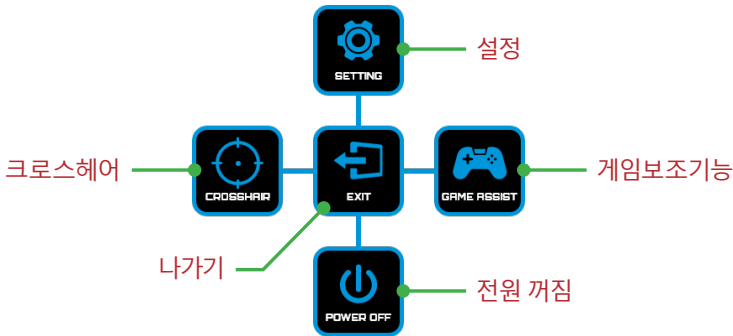 설정
SETTING
크로스헤어
CROSSHAIR
EXIT
GAME ASSIST
게임보조기능
나가기
POWER OFF
전원 꺼짐